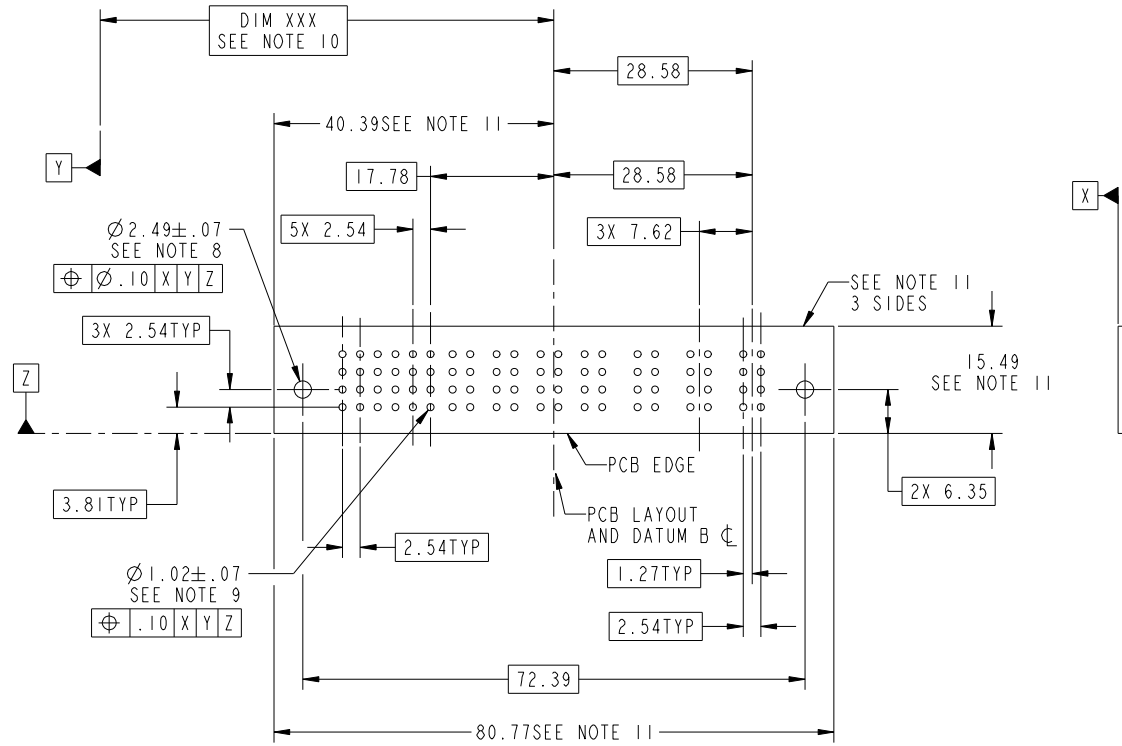 DIM XXX
SEE NOTE 10
28.58
40.39SEE NOTE 11
Y
17.78
28.58
X
5X 2.54
3X 7.62
Ø2.49±.07
SEE NOTE 8
⌖ Ø.10 X Y Z
SEE NOTE 11
3 SIDES
3X 2.54TYP
15.49
SEE NOTE 11
Z
PCB EDGE
2X 6.35
3.81TYP
PCB LAYOUT
AND DATUM B ℄
2.54TYP
1.27TYP
Ø1.02±.07
SEE NOTE 9
⌖ .10 X Y Z
2.54TYP
72.39
80.77SEE NOTE 11